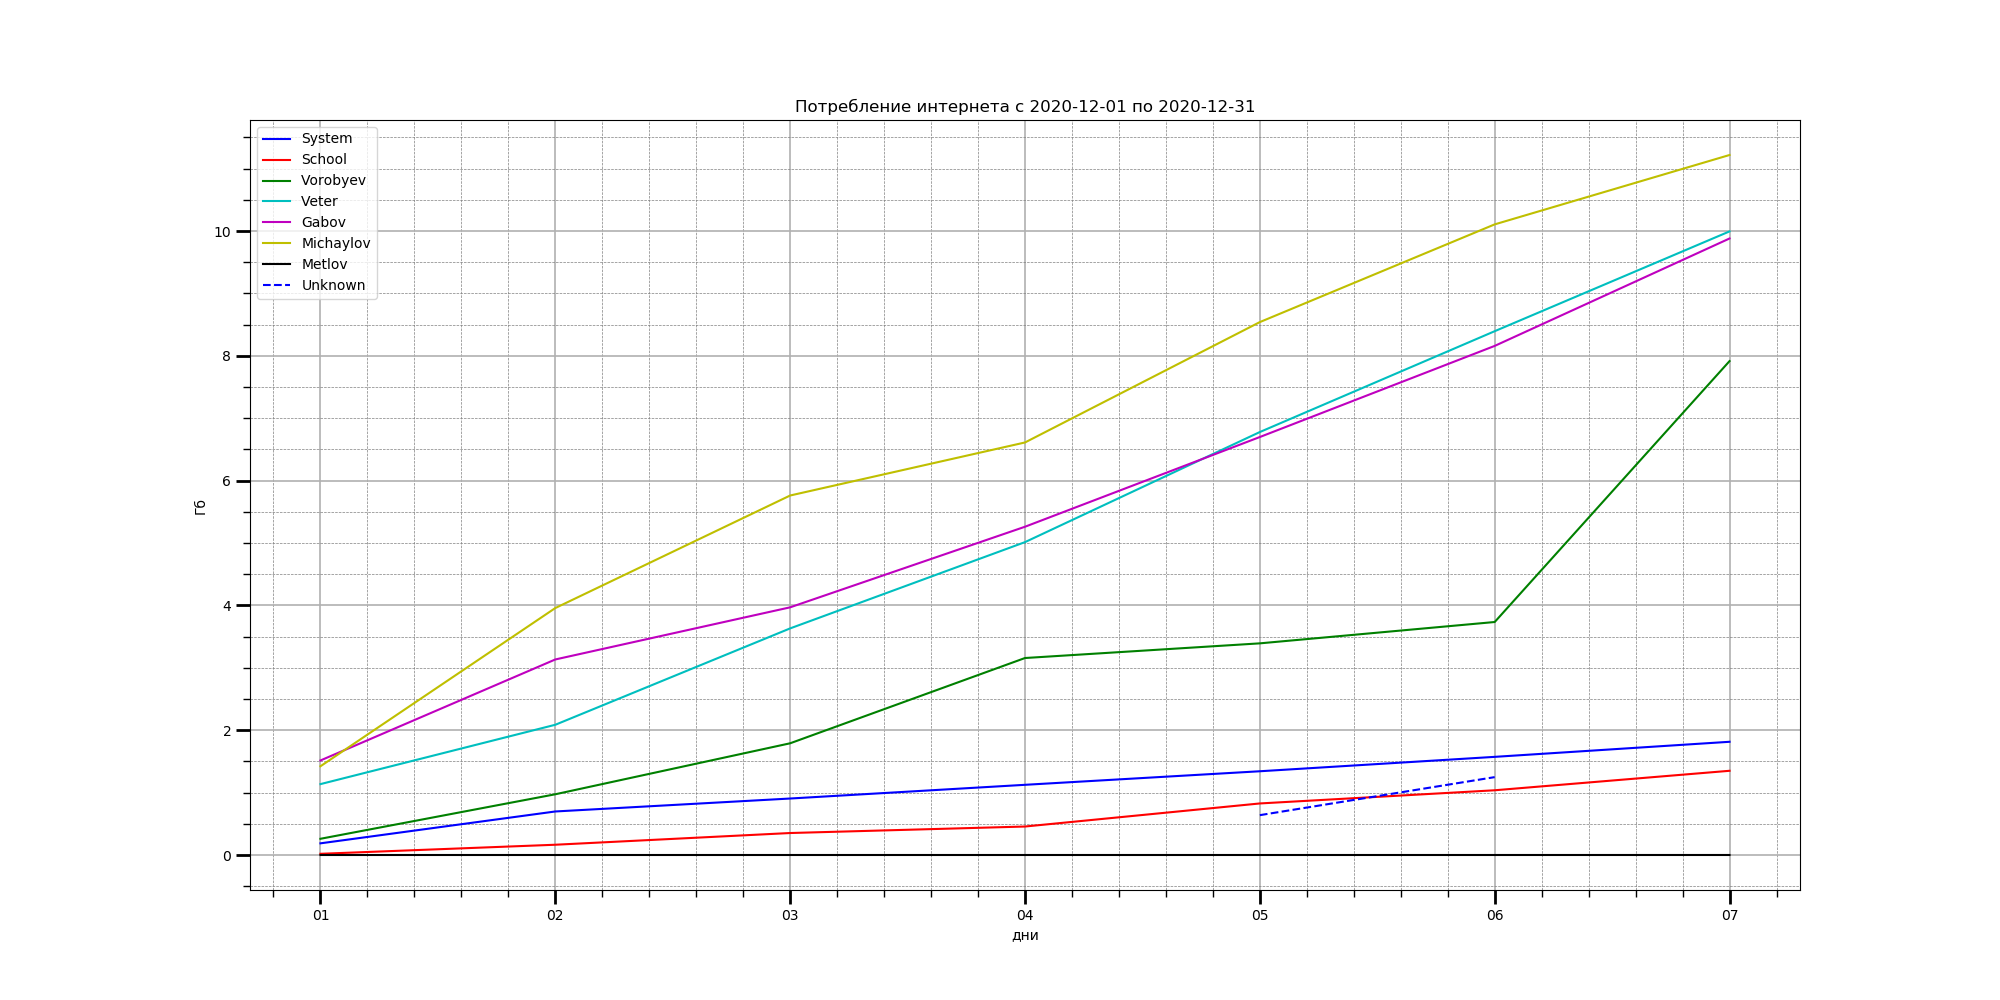 Потребление интернета с 2020-12-01 по 2020-12-31
System
School
Vorobyev
Veter
Gabov
Michaylov
Metlov
Unknown
10
8
6
4
2
0
Гб
01 02 03 04 05 06 07
дни